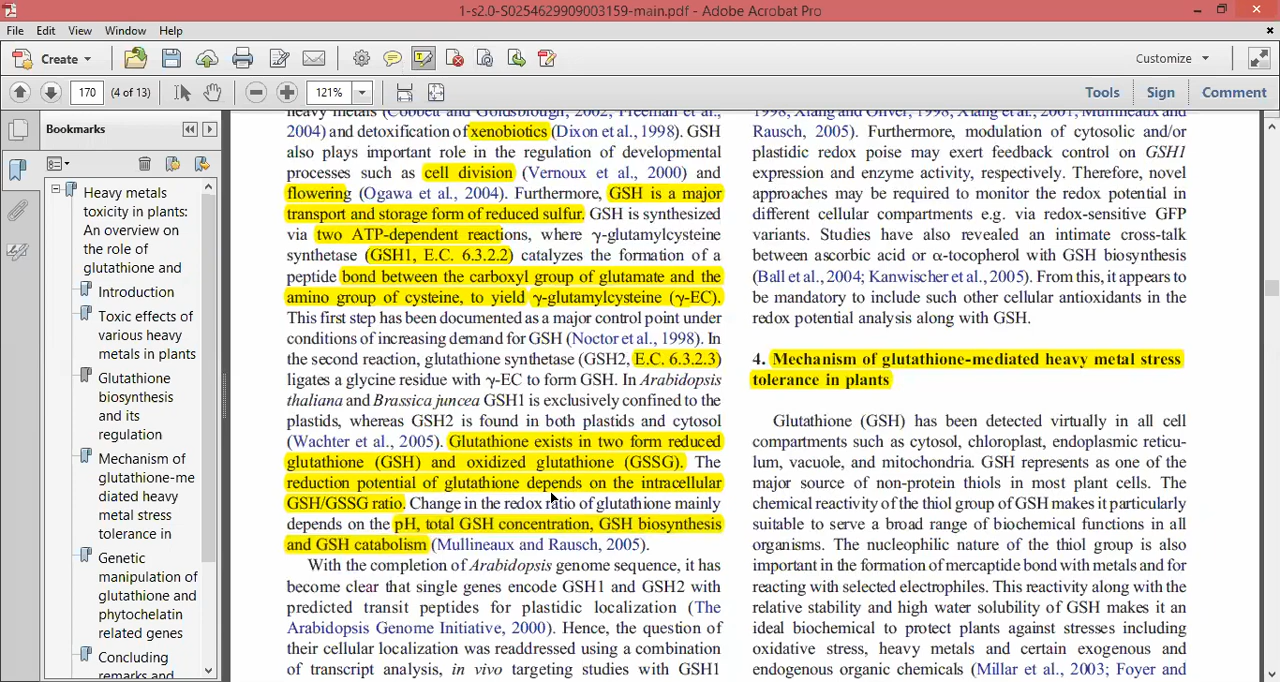 1-s2.0-S0254629909003159-main.pdf - Adobe Acrobat Pro
File Edit View Window Help
Create
Customize
170 (4 of 13)
121%
Tools Sign Comment
Bookmarks
Heavy metals
toxicity in plants:
An overview on
the role of
glutathione and
Introduction
Toxic effects of
various heavy
metals in plants
Glutathione
biosynthesis
and its
regulation
Mechanism of
glutathione-me
diated heavy
metal stress
tolerance in
Genetic
manipulation of
glutathione and
phytochelatin
related genes
Concluding
remarks and
heavy metals (Cobbett and Goldsbrough, 2002; Freeman et al.,
2004) and detoxification of xenobiotics (Dixon et al., 1998). GSH
also plays important role in the regulation of developmental
processes such as cell division (Vernoux et al., 2000) and
flowering (Ogawa et al., 2004). Furthermore, GSH is a major
transport and storage form of reduced sulfur. GSH is synthesized
via two ATP-dependent reactions, where γ-glutamylcysteine
synthetase (GSH1, E.C. 6.3.2.2) catalyzes the formation of a
peptide bond between the carboxyl group of glutamate and the
amino group of cysteine, to yield γ-glutamylcysteine (γ-EC).
This first step has been documented as a major control point under
conditions of increasing demand for GSH (Noctor et al., 1998). In
the second reaction, glutathione synthetase (GSH2, E.C. 6.3.2.3)
ligates a glycine residue with γ-EC to form GSH. In Arabidopsis
thaliana and Brassica juncea GSH1 is exclusively confined to the
plastids, whereas GSH2 is found in both plastids and cytosol
(Wachter et al., 2005). Glutathione exists in two form reduced
glutathione (GSH) and oxidized glutathione (GSSG). The
reduction potential of glutathione depends on the intracellular
GSH/GSSG ratio. Change in the redox ratio of glutathione mainly
depends on the pH, total GSH concentration, GSH biosynthesis
and GSH catabolism (Mullineaux and Rausch, 2005).
With the completion of Arabidopsis genome sequence, it has
become clear that single genes encode GSH1 and GSH2 with
predicted transit peptides for plastidic localization (The
Arabidopsis Genome Initiative, 2000). Hence, the question of
their cellular localization was readdressed using a combination
of transcript analysis, in vivo targeting studies with GSH1
1998; Xiang and Oliver, 1998; Xiang et al., 2001; Mullineaux and
Rausch, 2005). Furthermore, modulation of cytosolic and/or
plastidic redox poise may exert feedback control on GSH1
expression and enzyme activity, respectively. Therefore, novel
approaches may be required to monitor the redox potential in
different cellular compartments e.g. via redox-sensitive GFP
variants. Studies have also revealed an intimate cross-talk
between ascorbic acid or α-tocopherol with GSH biosynthesis
(Ball et al., 2004; Kanwischer et al., 2005). From this, it appears to
be mandatory to include such other cellular antioxidants in the
redox potential analysis along with GSH.
4. Mechanism of glutathione-mediated heavy metal stress
tolerance in plants
Glutathione (GSH) has been detected virtually in all cell
compartments such as cytosol, chloroplast, endoplasmic reticu-
lum, vacuole, and mitochondria. GSH represents as one of the
major source of non-protein thiols in most plant cells. The
chemical reactivity of the thiol group of GSH makes it particularly
suitable to serve a broad range of biochemical functions in all
organisms. The nucleophilic nature of the thiol group is also
important in the formation of mercaptide bond with metals and for
reacting with selected electrophiles. This reactivity along with the
relative stability and high water solubility of GSH makes it an
ideal biochemical to protect plants against stresses including
oxidative stress, heavy metals and certain exogenous and
endogenous organic chemicals (Millar et al., 2003; Foyer and